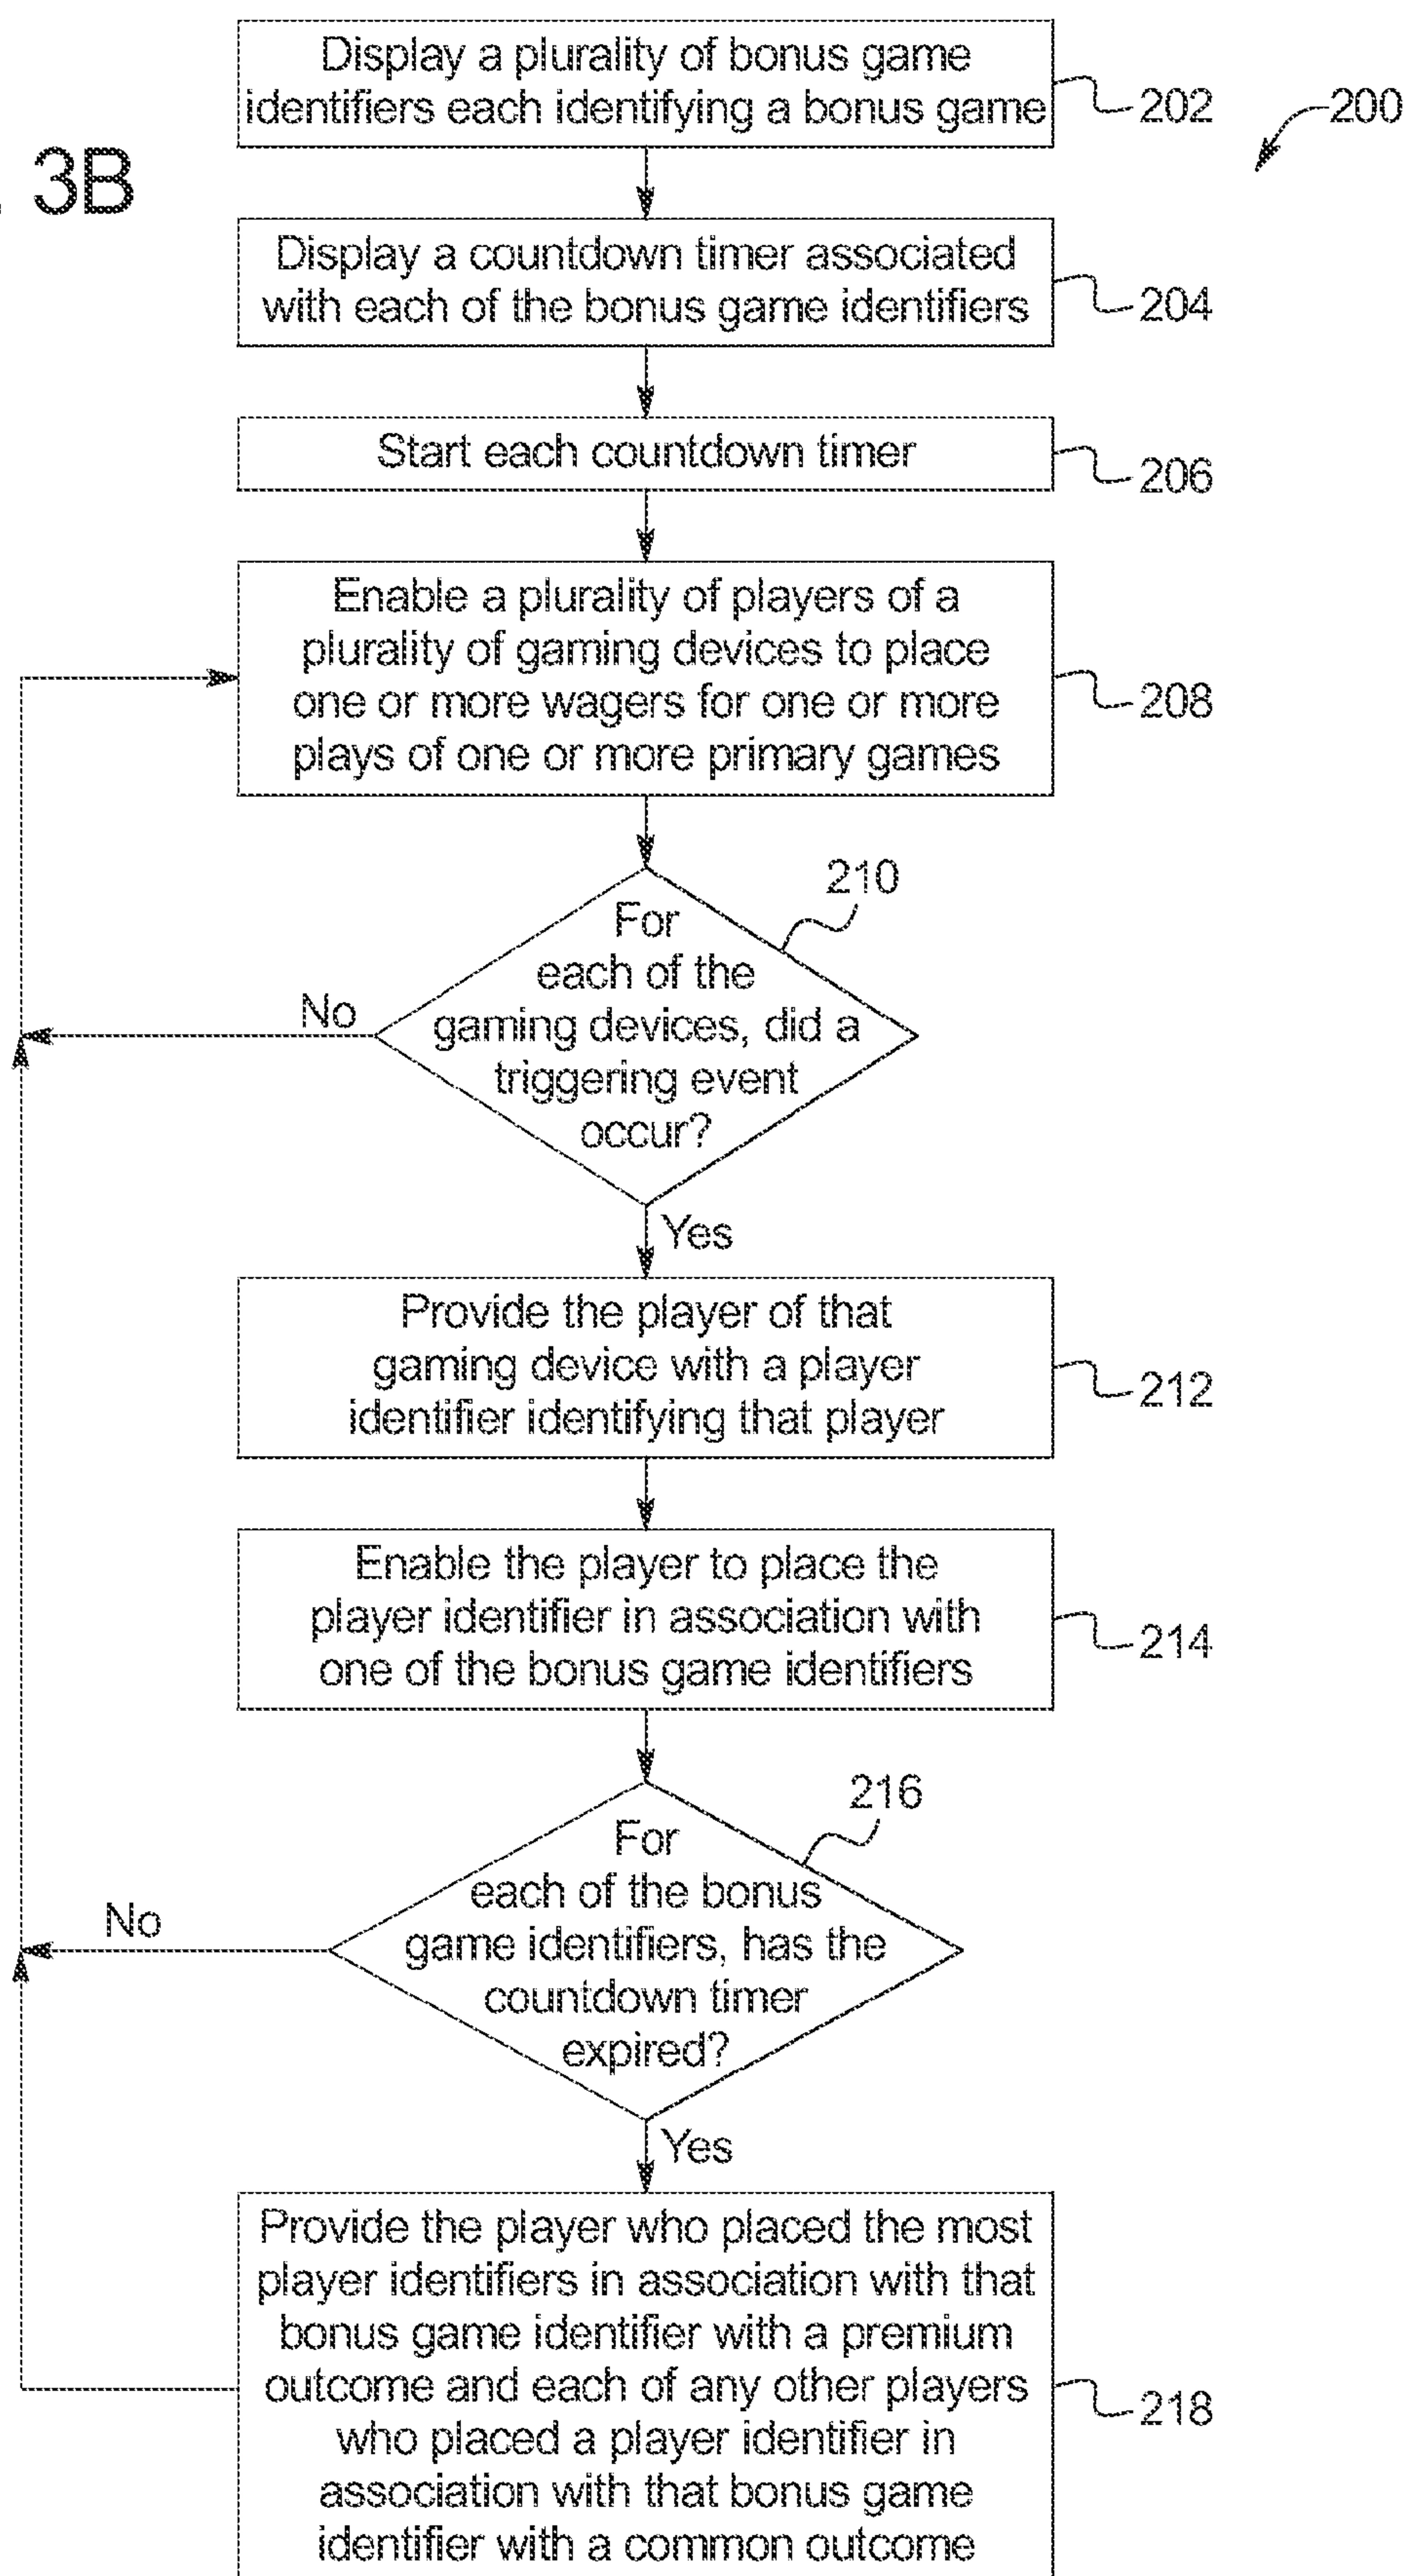 Display a plurality of bonus game
identifiers each identifying a bonus game
202
200
3B
Display a countdown timer associated
with each of the bonus game identifiers
204
Start each countdown timer
206
Enable a plurality of players of a
plurality of gaming devices to place
one or more wagers for one or more
plays of one or more primary games
208
210
For
each of the
gaming devices, did a
triggering event
occur?
No
Yes
Provide the player of that
gaming device with a player
identifier identifying that player
212
Enable the player to place the
player identifier in association with
one of the bonus game identifiers
214
216
For
each of the bonus
game identifiers, has the
countdown timer
expired?
No
Yes
Provide the player who placed the most
player identifiers in association with that
bonus game identifier with a premium
outcome and each of any other players
who placed a player identifier in
association with that bonus game
identifier with a common outcome
218